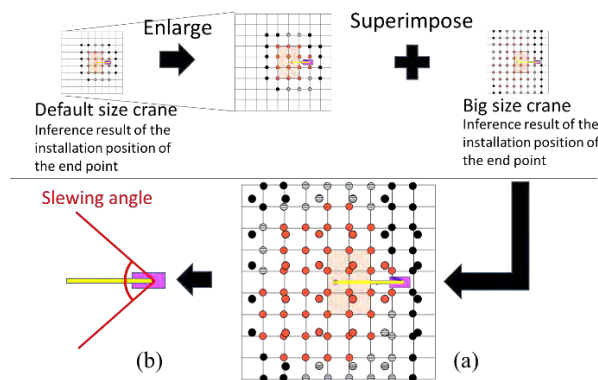 Enlarge
Superimpose
Default size crane
Inference result of the
installation position of
the end point
Big size crane
Inference result of the
installation position of
the end point
Slewing angle
(b)
(a)